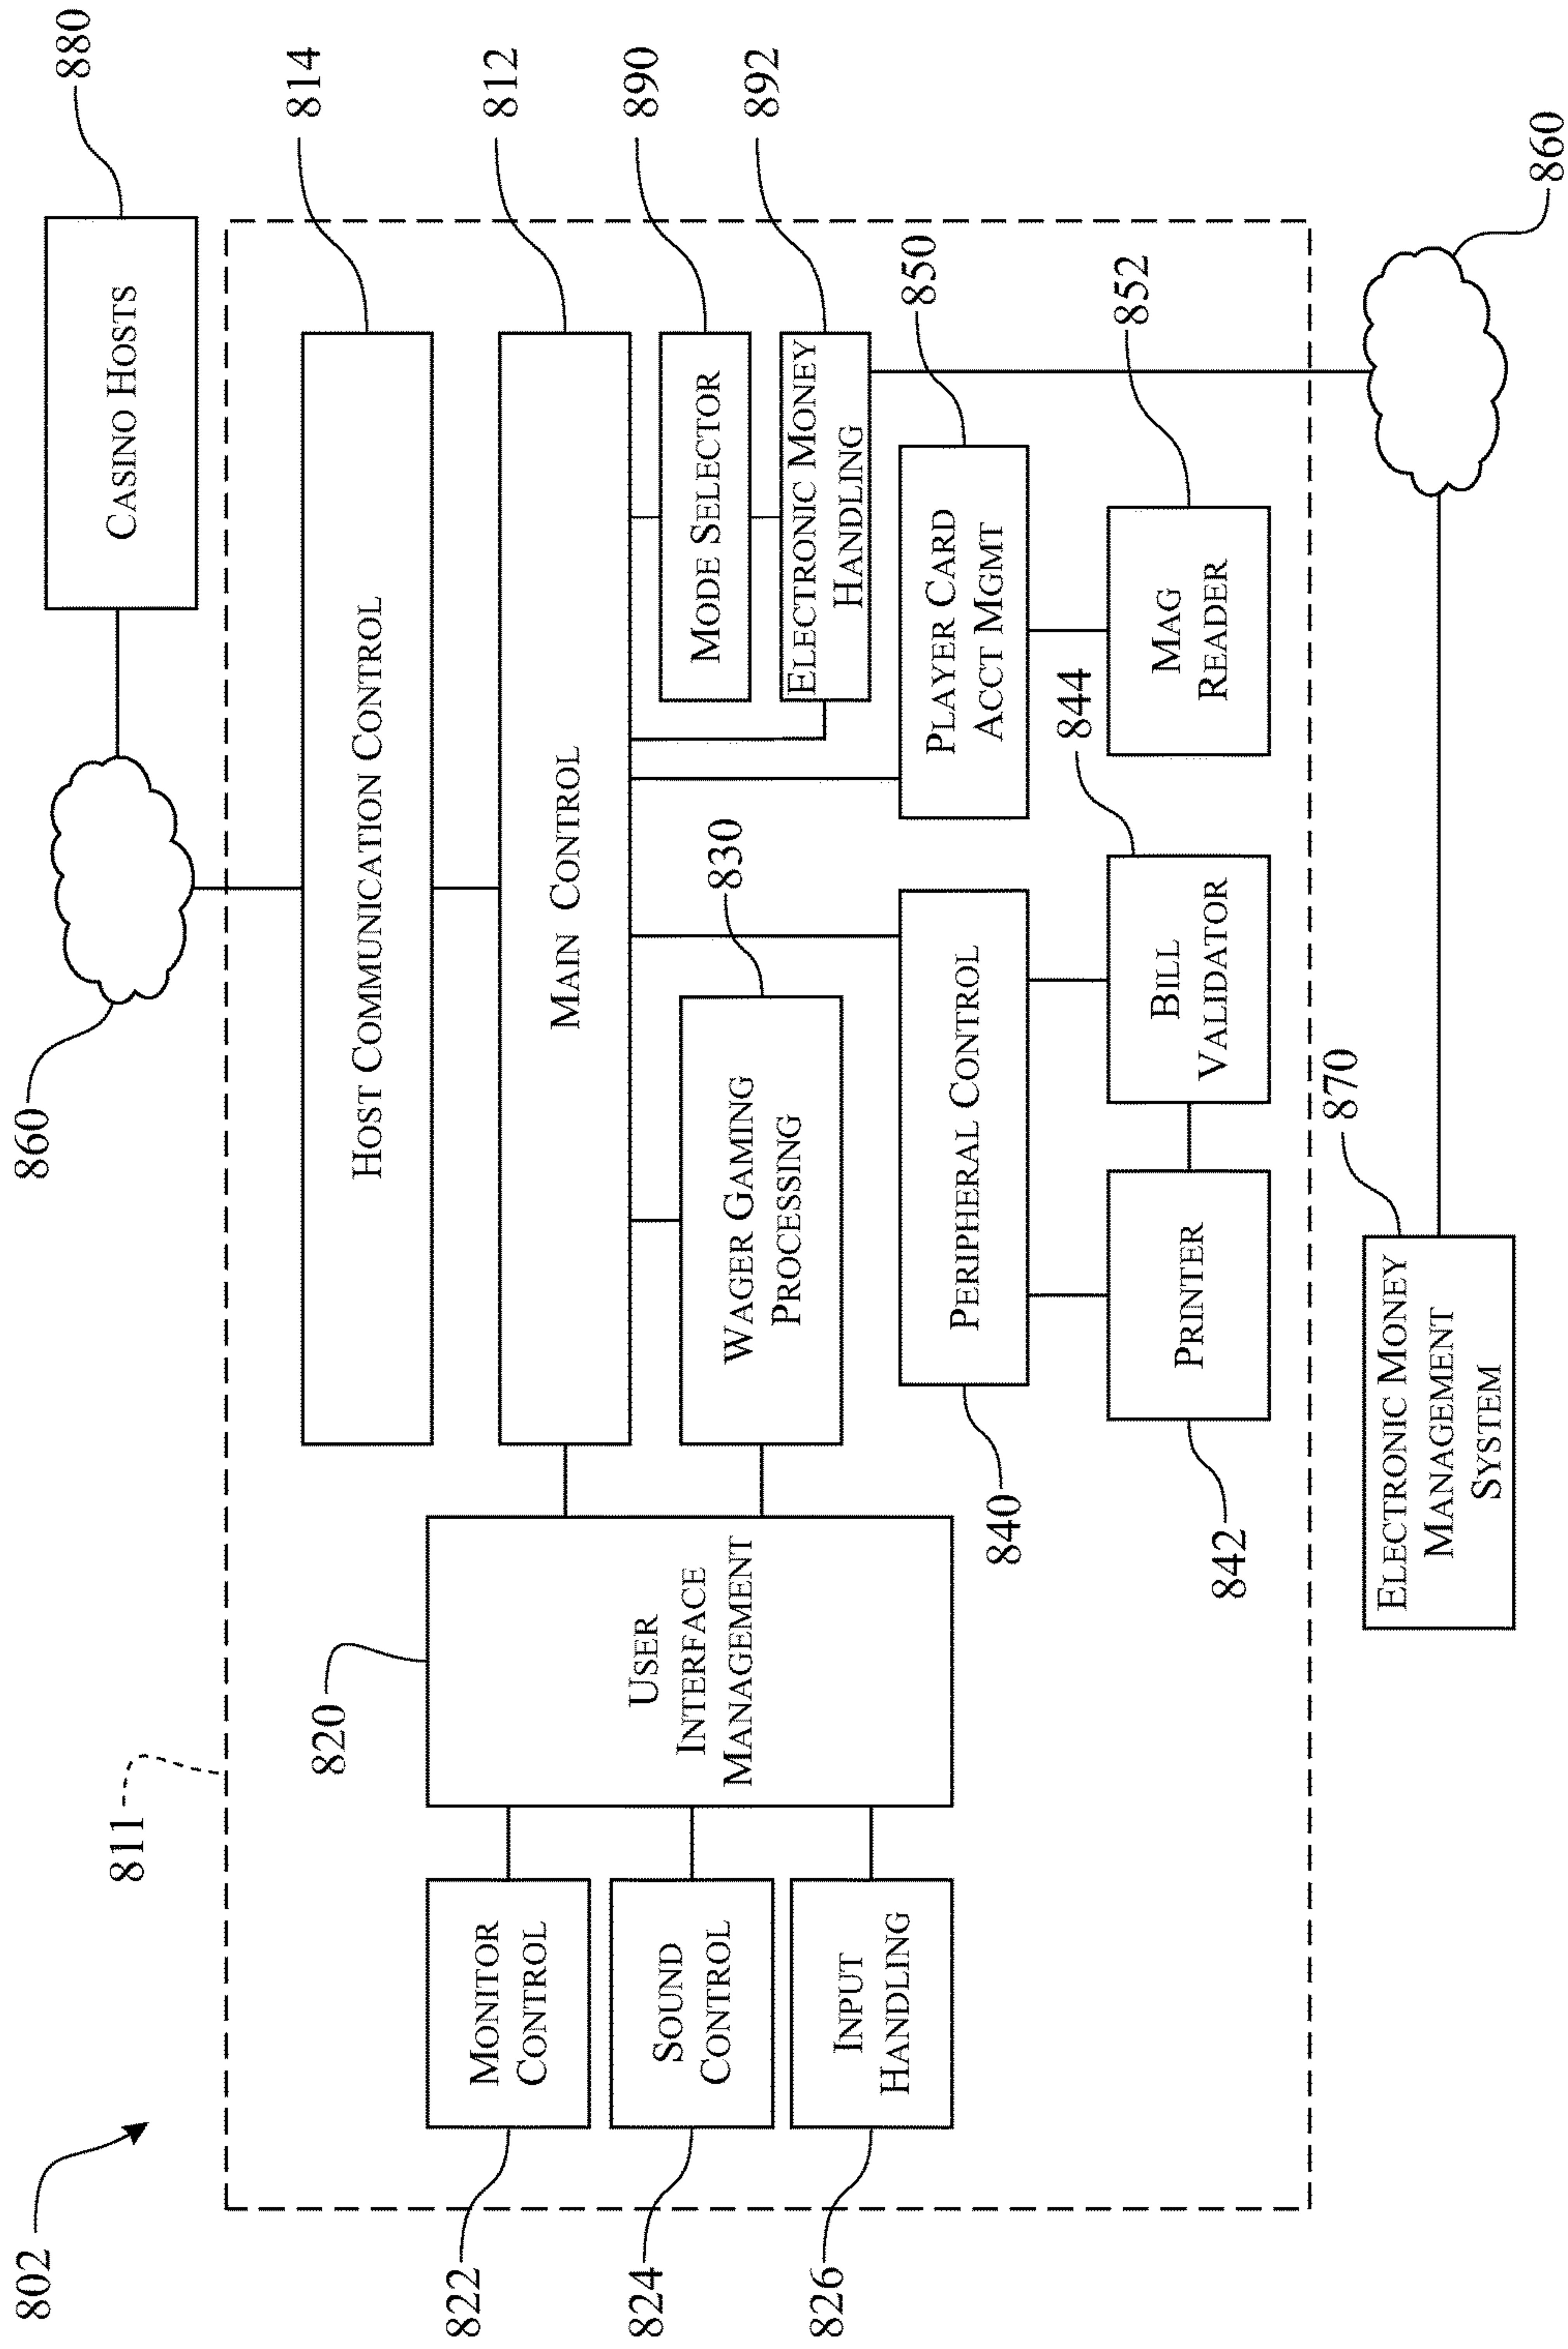 802
811
860
880
CASINO HOSTS
814
HOST COMMUNICATION CONTROL
812
MAIN CONTROL
890
MODE SELECTOR
892
ELECTRONIC MONEY
HANDLING
820
USER
INTERFACE
MANAGEMENT
822
MONITOR
CONTROL
824
SOUND
CONTROL
826
INPUT
HANDLING
830
WAGER GAMING
PROCESSING
840
PERIPHERAL CONTROL
850
PLAYER CARD
ACCT MGMT
842
PRINTER
844
BILL
VALIDATOR
852
MAG
READER
870
ELECTRONIC MONEY
MANAGEMENT
SYSTEM
860